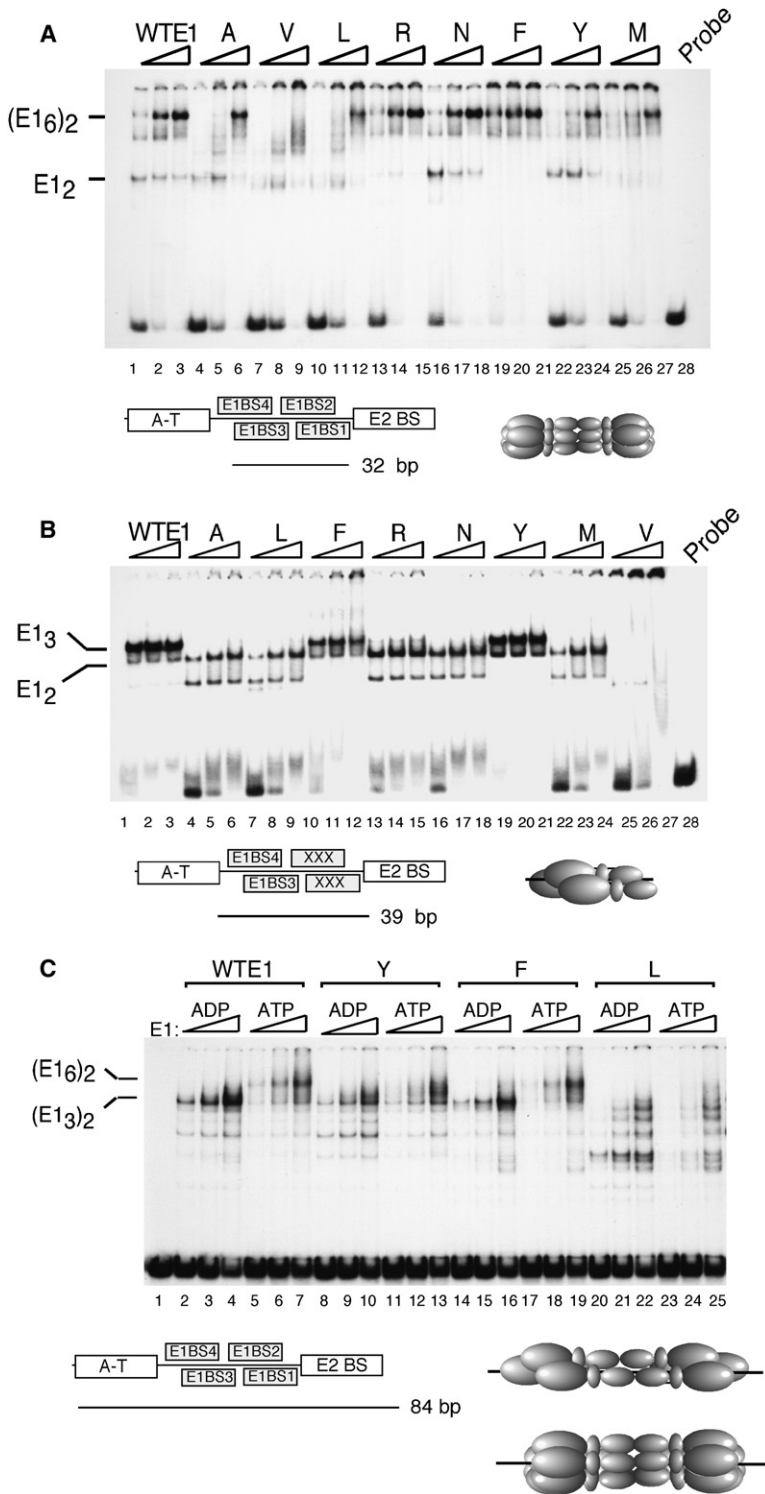 A
WTE1 A V L R N F Y M Probe
(E16)2
E12
1 2 3 4 5 6 7 8 9 10 11 12 13 14 15 16 17 18 19 20 21 22 23 24 25 26 27 28
E1BS4 E1BS2
A-T E2 BS
E1BS3 E1BS1
32 bp
B
WTE1 A L F R N Y M V Probe
E13
E12
1 2 3 4 5 6 7 8 9 10 11 12 13 14 15 16 17 18 19 20 21 22 23 24 25 26 27 28
E1BS4 XXX
A-T E2 BS
E1BS3 XXX
39 bp
C
WTE1 Y F L
ADP ATP ADP ATP ADP ATP ADP ATP
E1:
(E16)2
(E13)2
1 2 3 4 5 6 7 8 9 10 11 12 13 14 15 16 17 18 19 20 21 22 23 24 25
E1BS4 E1BS2
A-T E2 BS
E1BS3 E1BS1
84 bp